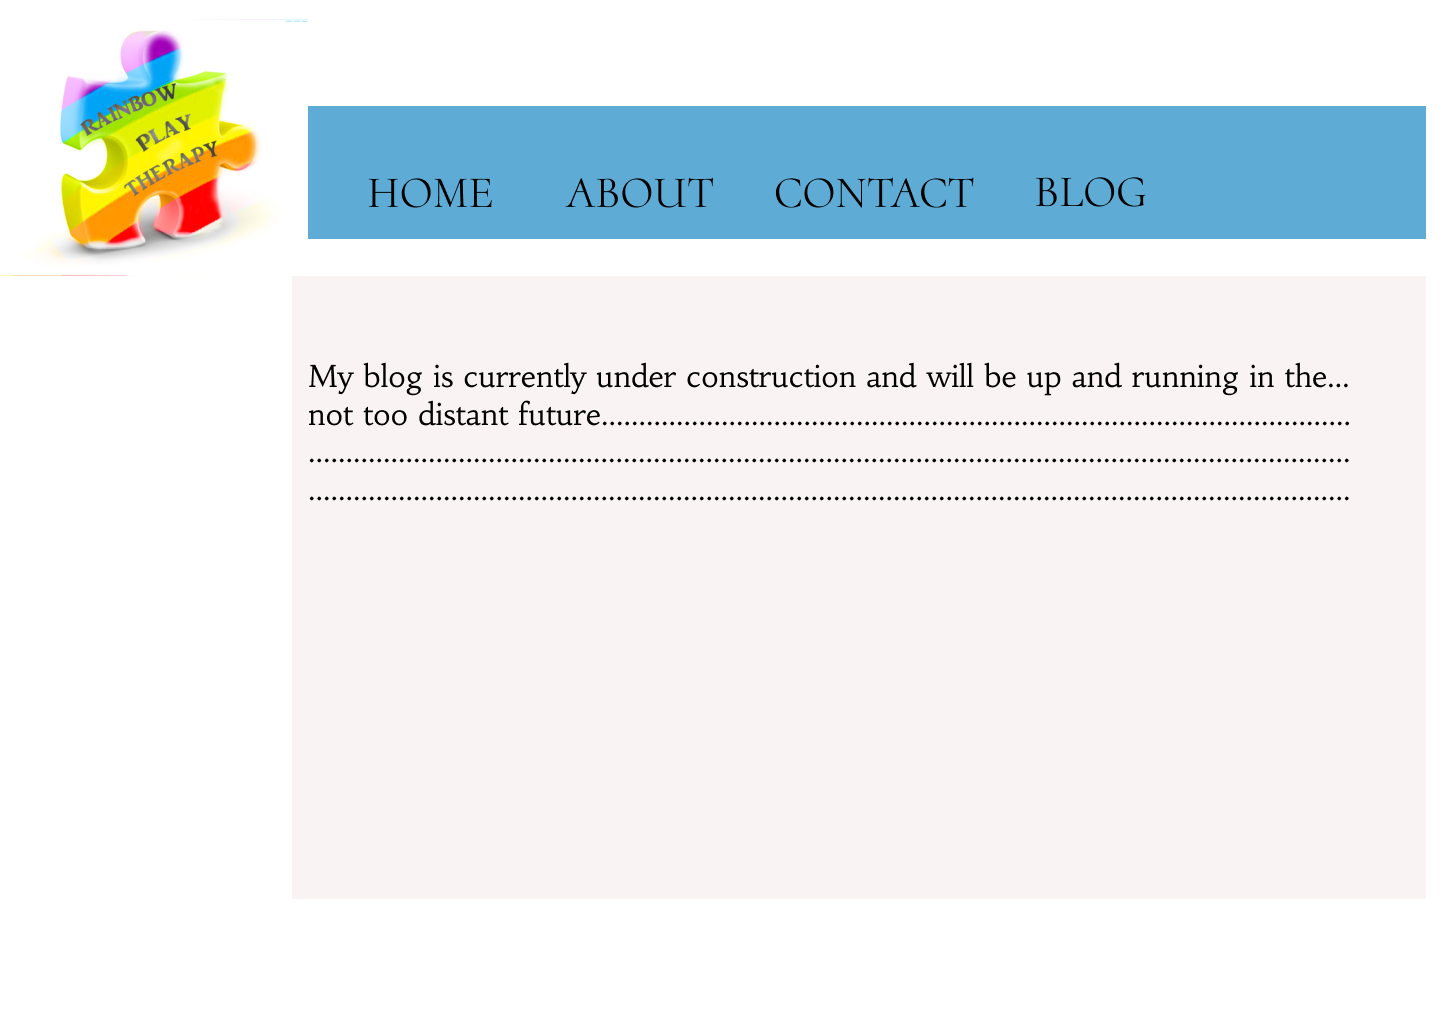 RAINBOW
PLAY
THERAPY
HOME ABOUT CONTACT BLOG
My blog is currently under construction and will be up and running in the...
not too distant future....................................................................................................
...........................................................................................................................................
...........................................................................................................................................